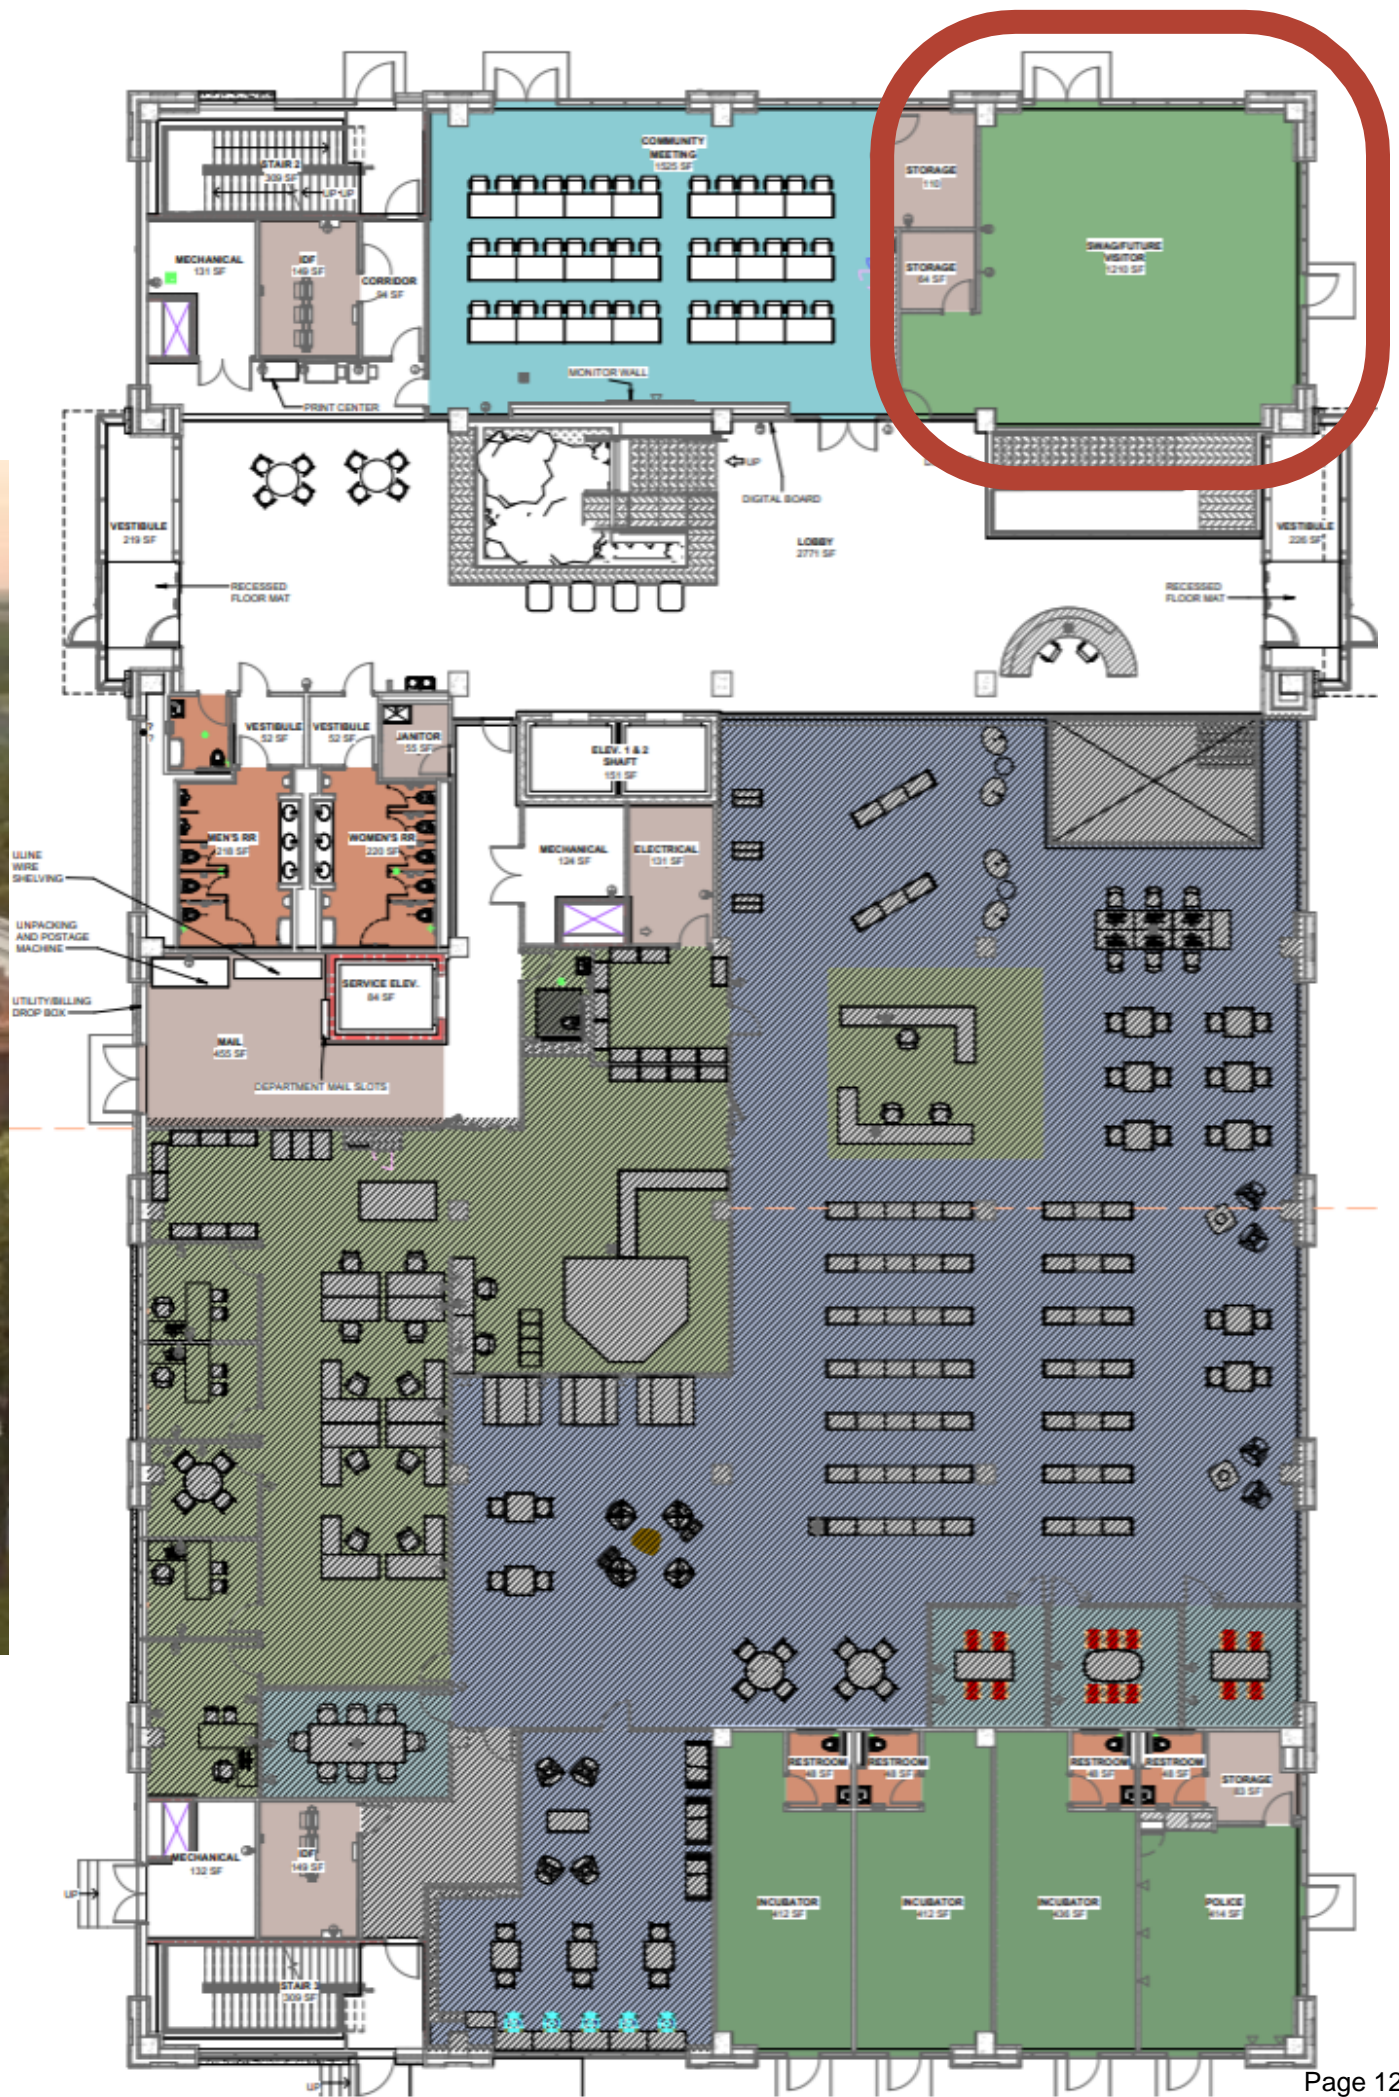 COMMUNITY
MEETING
1525 SF
STAIR 2
309 SF
UP
UP
STORAGE
110
SWAG/FUTURE
VISITOR
1210 SF
MECHANICAL
131 SF
IDF
149 SF
CORRIDOR
94 SF
STORAGE
64 SF
MONITOR WALL
PRINT CENTER
UP
DIGITAL BOARD
VESTIBULE
219 SF
LOBBY
2771 SF
VESTIBULE
226 SF
RECESSED
FLOOR MAT
RECESSED
FLOOR MAT
VESTIBULE
52 SF
VESTIBULE
52 SF
JANITOR
55 SF
?
?
ELEV. 1 & 2
SHAFT
151 SF
MEN'S RR
218 SF
WOMEN'S RR
220 SF
MECHANICAL
124 SF
ELECTRICAL
131 SF
ULINE
WIRE
SHELVING
UNPACKING
AND POSTAGE
MACHINE
UTILITY/BILLING
DROP BOX
SERVICE ELEV.
84 SF
MAIL
455 SF
DEPARTMENT MAIL SLOTS
RESTROOM
48 SF
RESTROOM
48 SF
RESTROOM
48 SF
RESTROOM
48 SF
STORAGE
83 SF
MECHANICAL
132 SF
IDF
149 SF
UP
INCUBATOR
412 SF
INCUBATOR
412 SF
INCUBATOR
436 SF
POLICE
414 SF
STAIR
309 SF
UP
Page 12